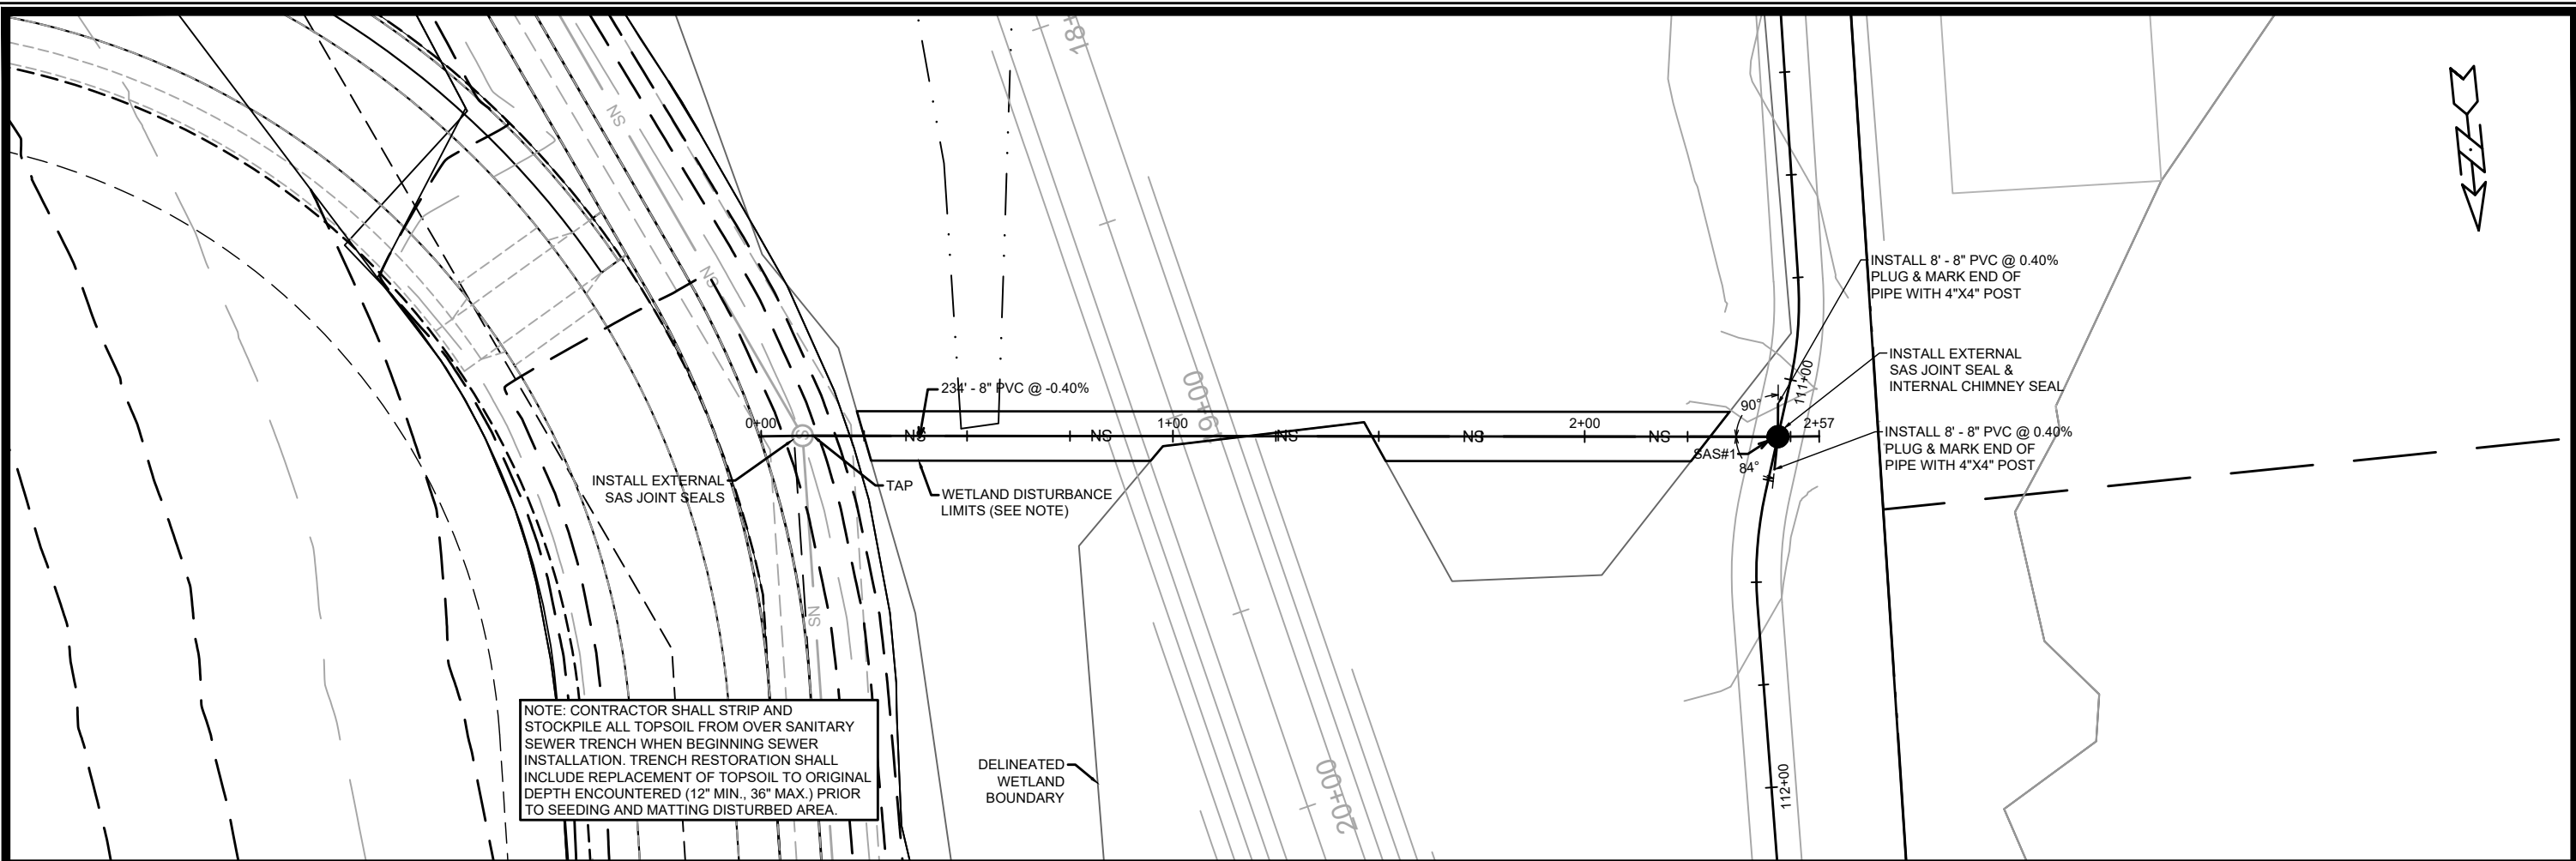 18+
NS
NS
INSTALL 8' - 8" PVC @ 0.40%
PLUG & MARK END OF
PIPE WITH 4"X4" POST
INSTALL EXTERNAL
SAS JOINT SEAL &
INTERNAL CHIMNEY SEAL
111+00
234' - 8" PVC @ -0.40%
19+00
90°
0+00
1+00
2+00
2+57
S
NS
NS
NS
NS
NS
INSTALL 8' - 8" PVC @ 0.40%
PLUG & MARK END OF
PIPE WITH 4"X4" POST
SAS#1
84°
INSTALL EXTERNAL
SAS JOINT SEALS
TAP
WETLAND DISTURBANCE
LIMITS (SEE NOTE)
NS
NOTE: CONTRACTOR SHALL STRIP AND
STOCKPILE ALL TOPSOIL FROM OVER SANITARY
SEWER TRENCH WHEN BEGINNING SEWER
INSTALLATION. TRENCH RESTORATION SHALL
INCLUDE REPLACEMENT OF TOPSOIL TO ORIGINAL
DEPTH ENCOUNTERED (12" MIN., 36" MAX.) PRIOR
TO SEEDING AND MATTING DISTURBED AREA.
DELINEATED
WETLAND
BOUNDARY
20+00
112+00